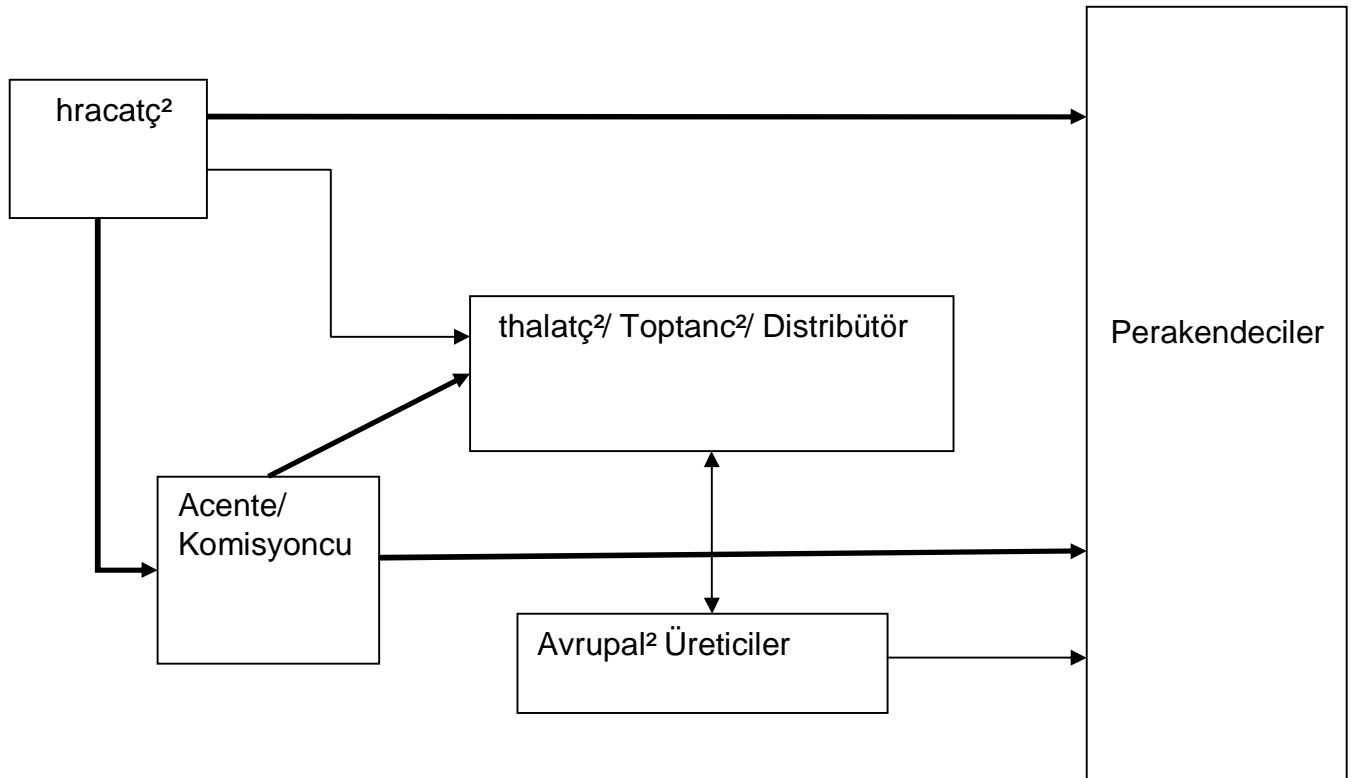 hracatç²
thalatç²/ Toptanc²/ Distribütör
Perakendeciler
Acente/
Komisyoncu
Avrupal² Üreticiler